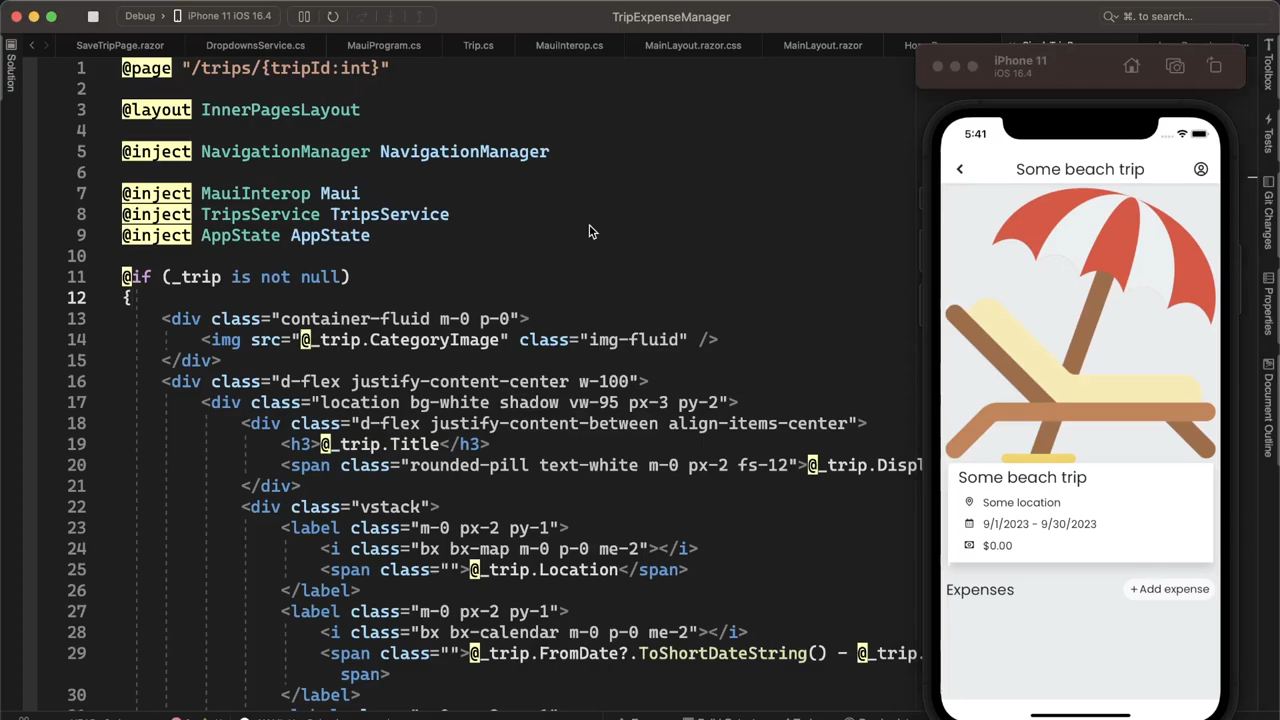 Debug iPhone 11 iOS 16.4
TripExpenseManager
⌘. to search...
SaveTripPage.razor DropdownsService.cs MauiProgram.cs Trip.cs MauiInterop.cs MainLayout.razor.css MainLayout.razor
Solution
Toolbox
Tests
Git Changes
Properties
Document Outline
1 @page "/trips/{tripId:int}"
2
3 @layout InnerPagesLayout
4
5 @inject NavigationManager NavigationManager
6
7 @inject MauiInterop Maui
8 @inject TripsService TripsService
9 @inject AppState AppState
10
11 @if (_trip is not null)
12 {
13 <div class="container-fluid m-0 p-0">
14 <img src="@_trip.CategoryImage" class="img-fluid" />
15 </div>
16 <div class="d-flex justify-content-center w-100">
17 <div class="location bg-white shadow vw-95 px-3 py-2">
18 <div class="d-flex justify-content-between align-items-center">
19 <h3>@_trip.Title</h3>
20 <span class="rounded-pill text-white m-0 px-2 fs-12">@_trip.Displ
21 </div>
22 <div class="vstack">
23 <label class="m-0 px-2 py-1">
24 <i class="bx bx-map m-0 p-0 me-2"></i>
25 <span class="">@_trip.Location</span>
26 </label>
27 <label class="m-0 px-2 py-1">
28 <i class="bx bx-calendar m-0 p-0 me-2"></i>
29 <span class="">@_trip.FromDate?.ToShortDateString() - @_trip.
span>
30 </label>
iPhone 11
iOS 16.4
5:41
Some beach trip
Some beach trip
Some location
9/1/2023 - 9/30/2023
$0.00
Expenses
+Add expense